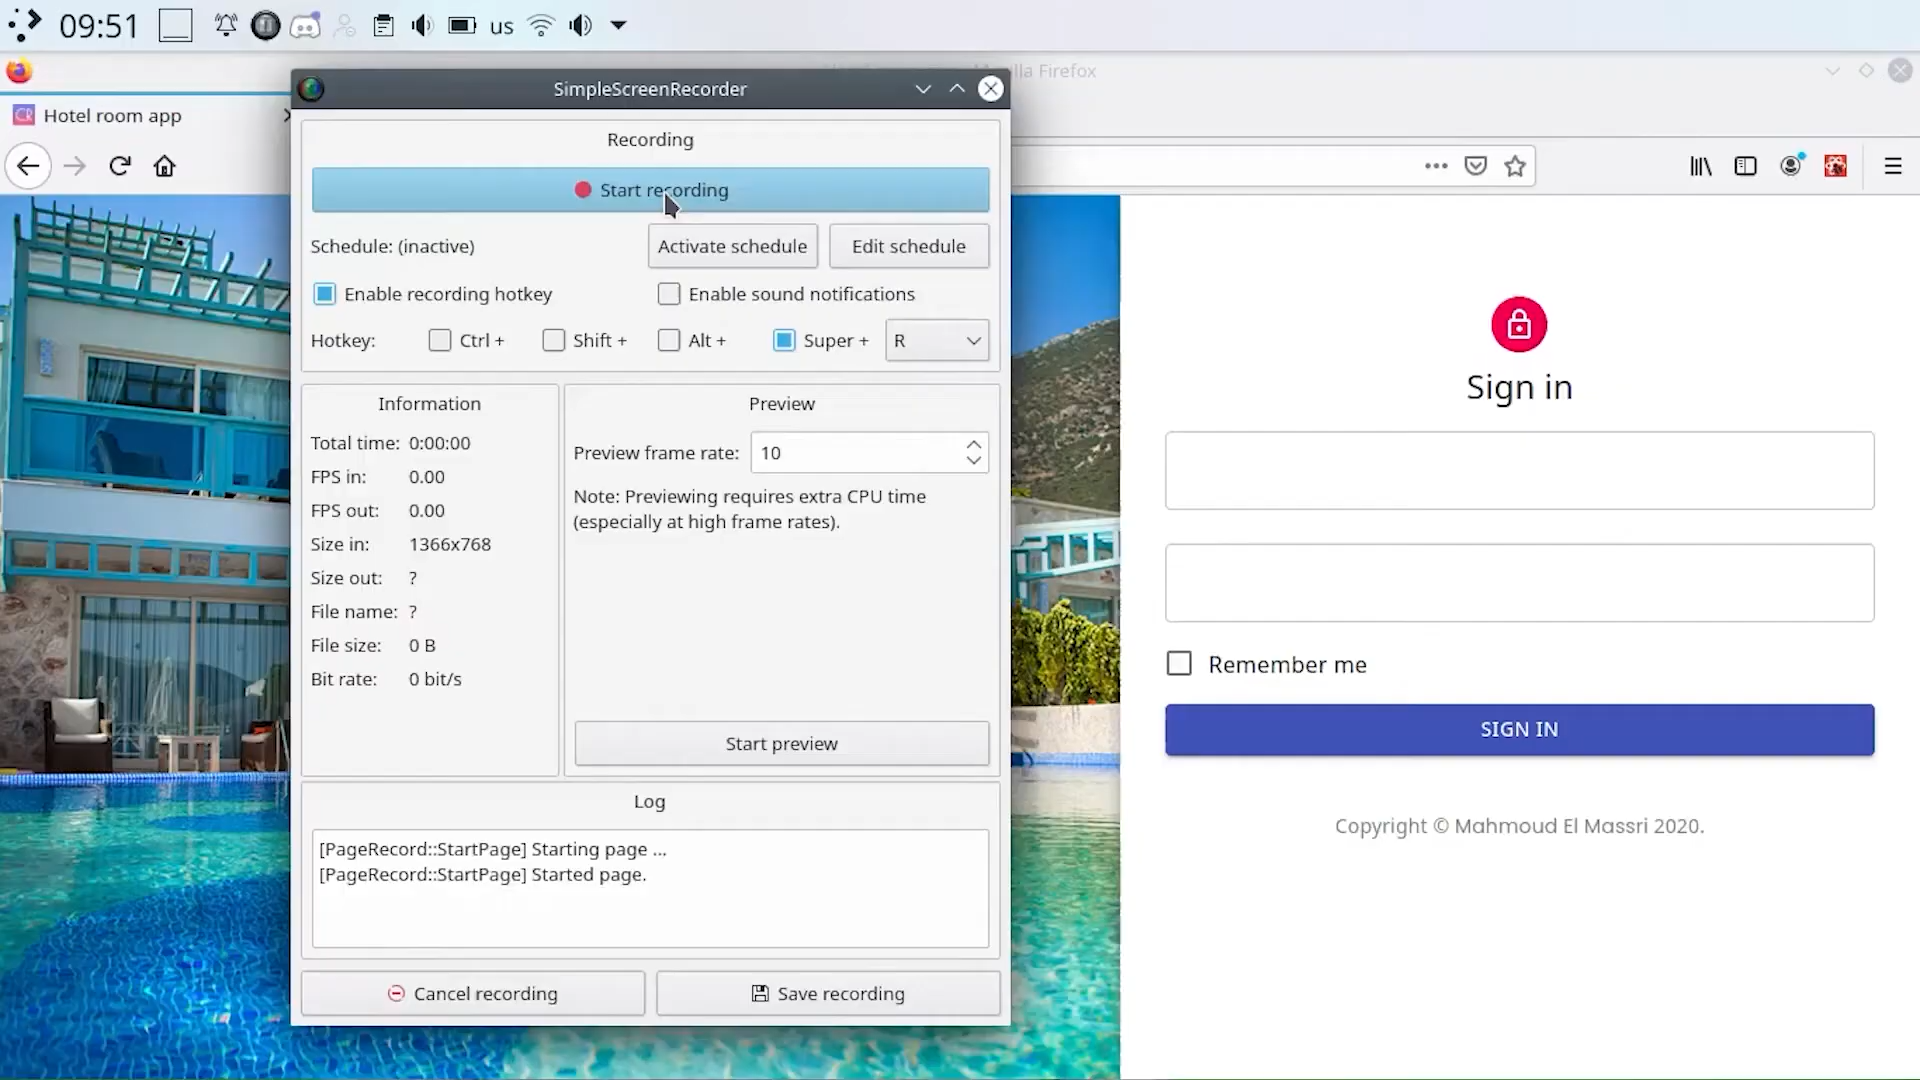 09:51
us
lla Firefox
Hotel room app
SimpleScreenRecorder
Recording
Start recording
Schedule: (inactive)
Activate schedule
Edit schedule
Enable recording hotkey
Enable sound notifications
Hotkey:
Ctrl +
Shift +
Alt +
Super +
R
Information
Total time: 0:00:00
FPS in: 0.00
FPS out: 0.00
Size in: 1366x768
Size out: ?
File name: ?
File size: 0 B
Bit rate: 0 bit/s
Preview
Preview frame rate: 10
Note: Previewing requires extra CPU time
(especially at high frame rates).
Start preview
Log
[PageRecord::StartPage] Starting page ...
[PageRecord::StartPage] Started page.
Cancel recording
Save recording
Sign in
Remember me
SIGN IN
Copyright © Mahmoud El Massri 2020.